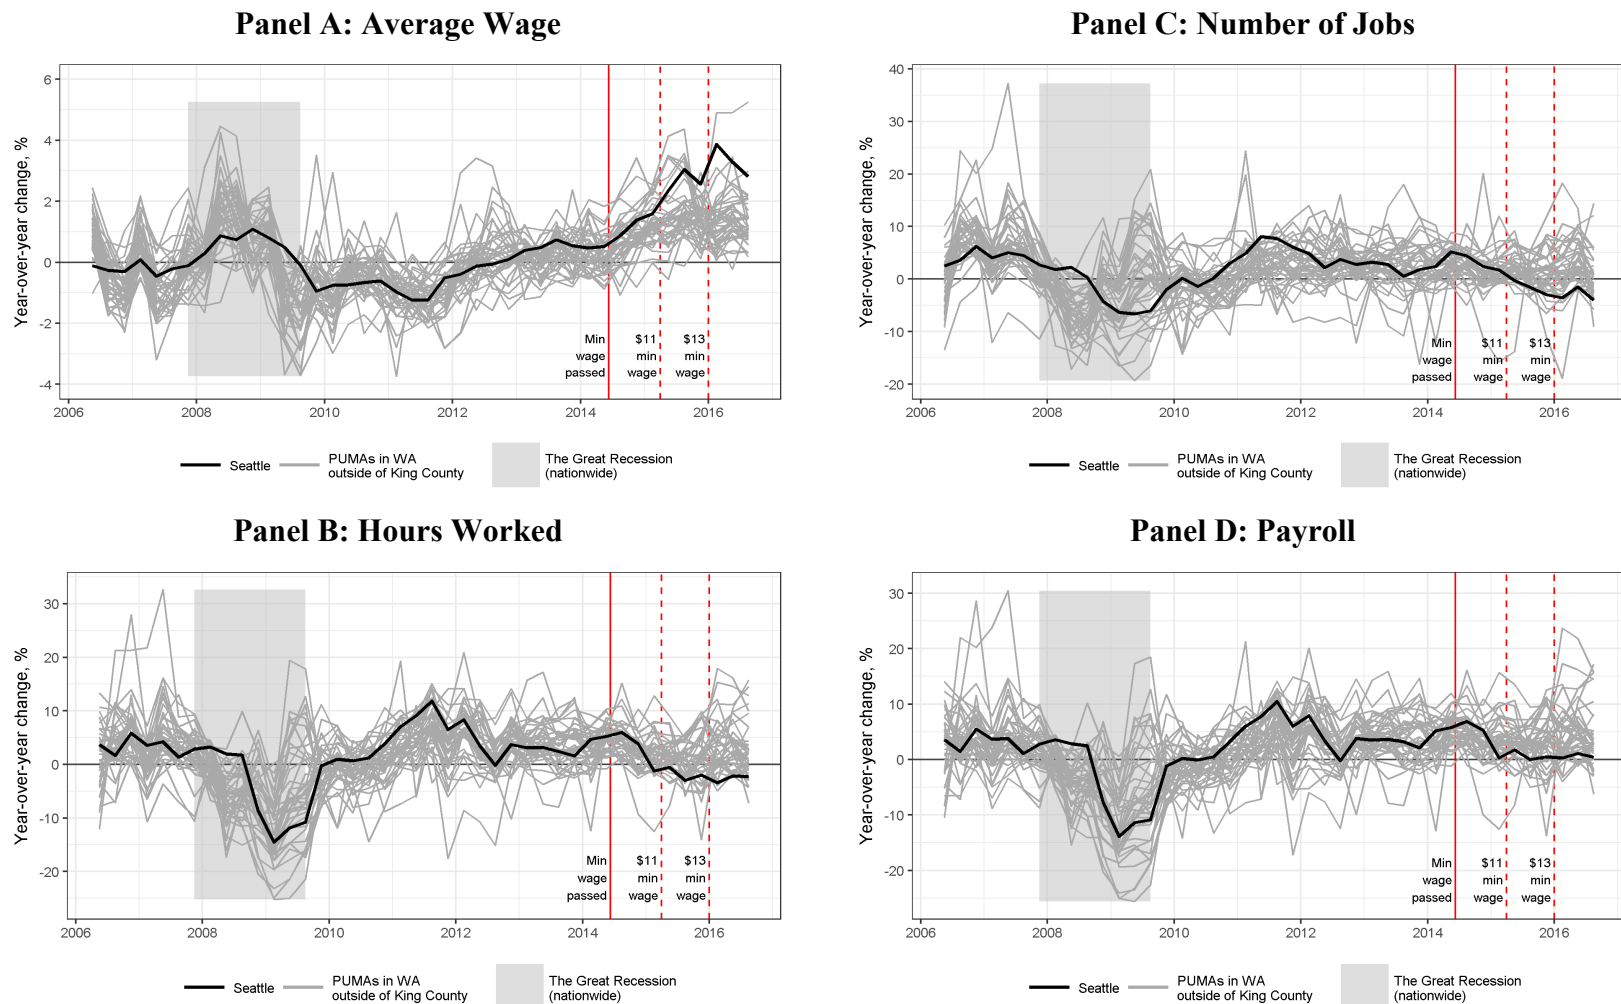 Panel A: Average Wage
Year-over-year change, %
6
4
2
0
-2
-4
Min
wage
passed
$11
min
wage
$13
min
wage
2006
2008
2010
2012
2014
2016
Seattle
PUMAs in WA
outside of King County
The Great Recession
(nationwide)
Panel C: Number of Jobs
Year-over-year change, %
40
30
20
10
0
-10
-20
Min
wage
passed
$11
min
wage
$13
min
wage
2006
2008
2010
2012
2014
2016
Seattle
PUMAs in WA
outside of King County
The Great Recession
(nationwide)
Panel B: Hours Worked
Year-over-year change, %
30
20
10
0
-10
-20
Min
wage
passed
$11
min
wage
$13
min
wage
2006
2008
2010
2012
2014
2016
Seattle
PUMAs in WA
outside of King County
The Great Recession
(nationwide)
Panel D: Payroll
Year-over-year change, %
30
20
10
0
-10
-20
Min
wage
passed
$11
min
wage
$13
min
wage
2006
2008
2010
2012
2014
2016
Seattle
PUMAs in WA
outside of King County
The Great Recession
(nationwide)